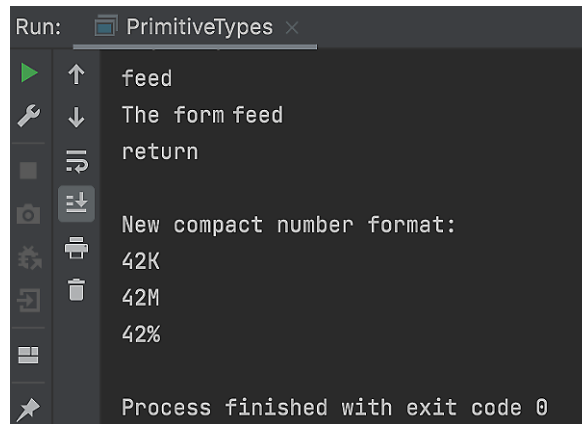 Run: PrimitiveTypes
feed
The form feed
return
New compact number format:
42K
42M
42%
Process finished with exit code 0